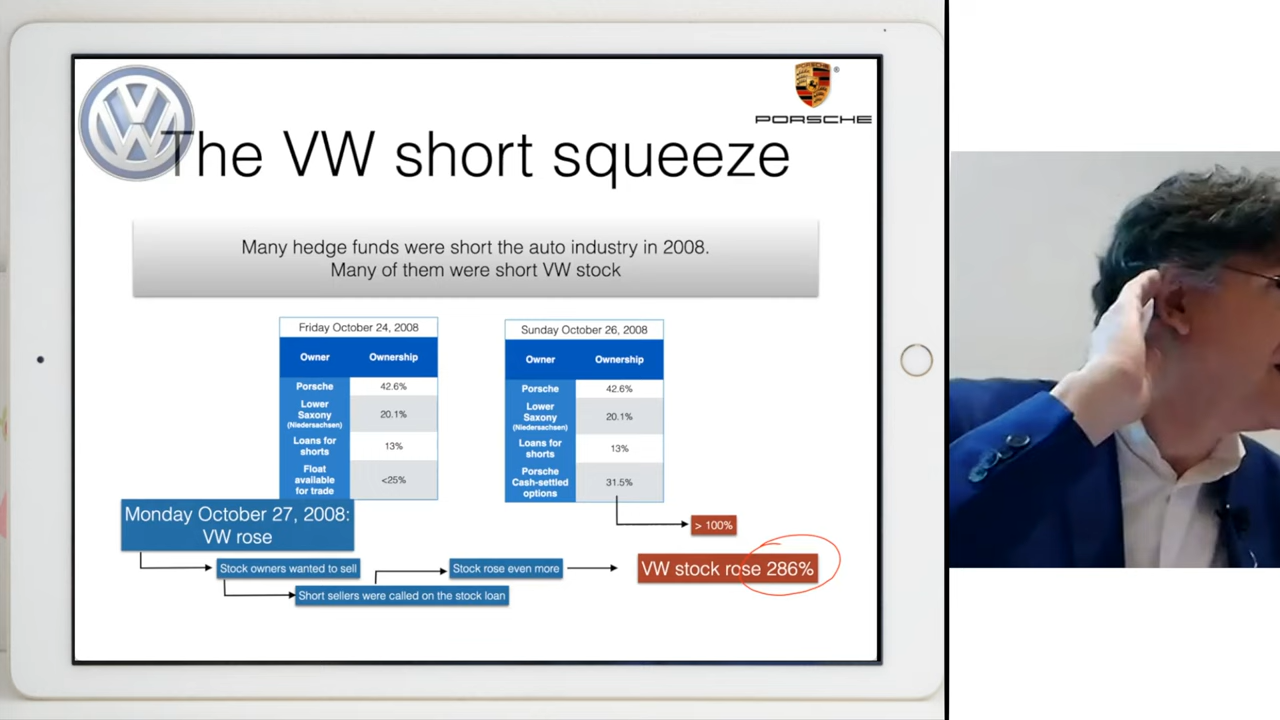 VW
PORSCHE
The VW short squeeze
Many hedge funds were short the auto industry in 2008.
Many of them were short VW stock
Friday October 24, 2008
Owner Ownership
Porsche 42.6%
Lower
Saxony 20.1%
(Niedersachsen)
Loans for
shorts 13%
Float
available <25%
for trade
Sunday October 26, 2008
Owner Ownership
Porsche 42.6%
Lower
Saxony 20.1%
(Niedersachsen)
Loans for
shorts 13%
Porsche
Cash-settled 31.5%
options
> 100%
Monday October 27, 2008:
VW rose
Stock owners wanted to sell
Short sellers were called on the stock loan
Stock rose even more
VW stock rose 286%